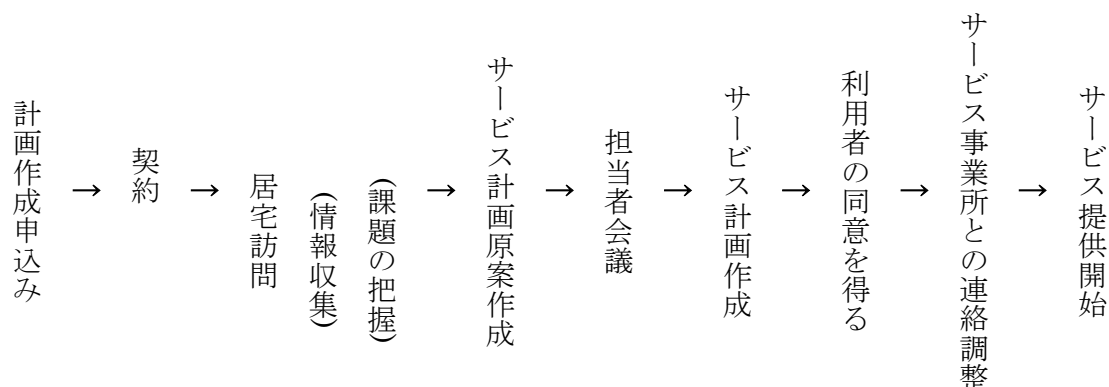 計画作成申込み
→
契約
→
居宅訪問
(情報収集)
(課題の把握)
→
サービス計画原案作成
→
担当者会議
→
サービス計画作成
→
利用者の同意を得る
→
サービス事業所との連絡調整
→
サービス提供開始